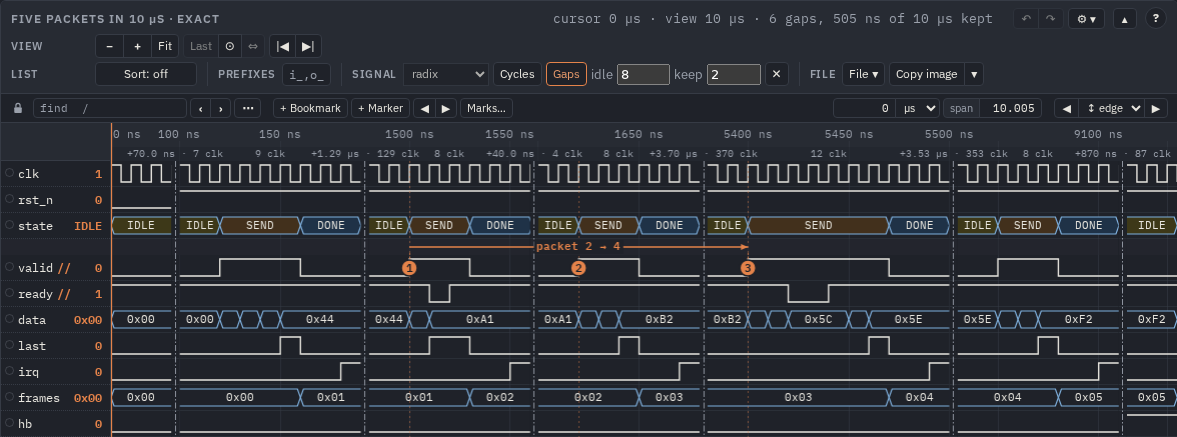 FIVE PACKETS IN 10 µS · EXACT cursor 0 µs · view 10 µs · 6 gaps, 505 ns of 10 µs kept ↶ ↷ ⚙ ▾ ▲ ?
VIEW − + Fit Last ⊙ ⇔ |◀ ▶|
LIST Sort: off PREFIXES i_,o_ SIGNAL radix Cycles Gaps idle 8 keep 2 ✕ FILE File ▾ Copy image ▾
find / ‹ › ··· + Bookmark + Marker ◀ ▶ Marks... 0 µs span 10.005 ◀ ↕ edge ▶
0 ns 100 ns 150 ns 1500 ns 1550 ns 1650 ns 5400 ns 5450 ns 5500 ns 9100 ns
+70.0 ns · 7 clk 9 clk +1.29 µs · 129 clk 8 clk +40.0 ns · 4 clk 8 clk +3.70 µs · 370 clk 12 clk +3.53 µs · 353 clk 8 clk +870 ns · 87 clk
clk 1
rst_n 0
state IDLE IDLE IDLE SEND DONE IDLE SEND DONE IDLE SEND DONE IDLE SEND DONE IDLE SEND DONE IDLE
packet 2 → 4
valid // 0 1 2 3
ready // 1
data 0x00 0x00 0x00 0x44 0x44 0xA1 0xA1 0xB2 0xB2 0x5C 0x5E 0x5E 0xF2 0xF2
last 0
irq 0
frames 0x00 0x00 0x00 0x01 0x01 0x02 0x02 0x03 0x03 0x04 0x04 0x05 0x05
hb 0